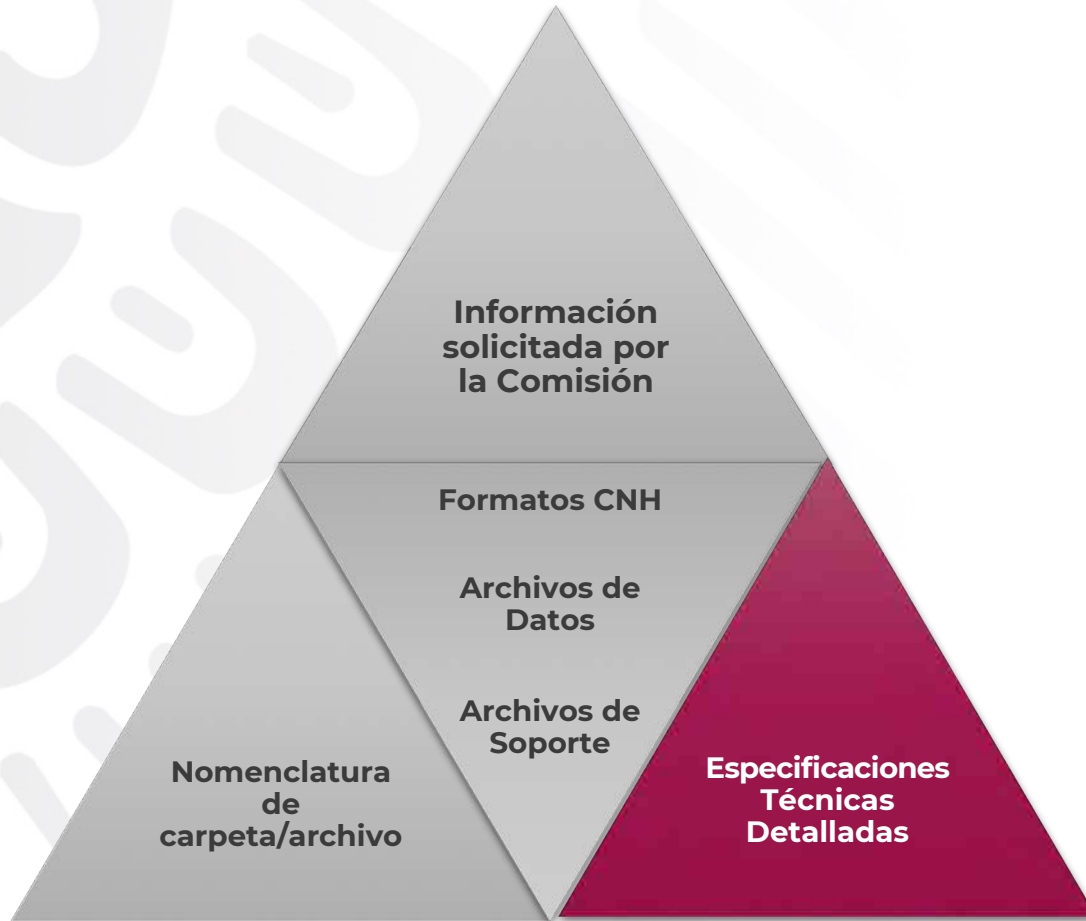 Información
solicitada por
la Comisión
Formatos CNH
Archivos de
Datos
Archivos de
Soporte
Nomenclatura
de
carpeta/archivo
Especificaciones
Técnicas
Detalladas